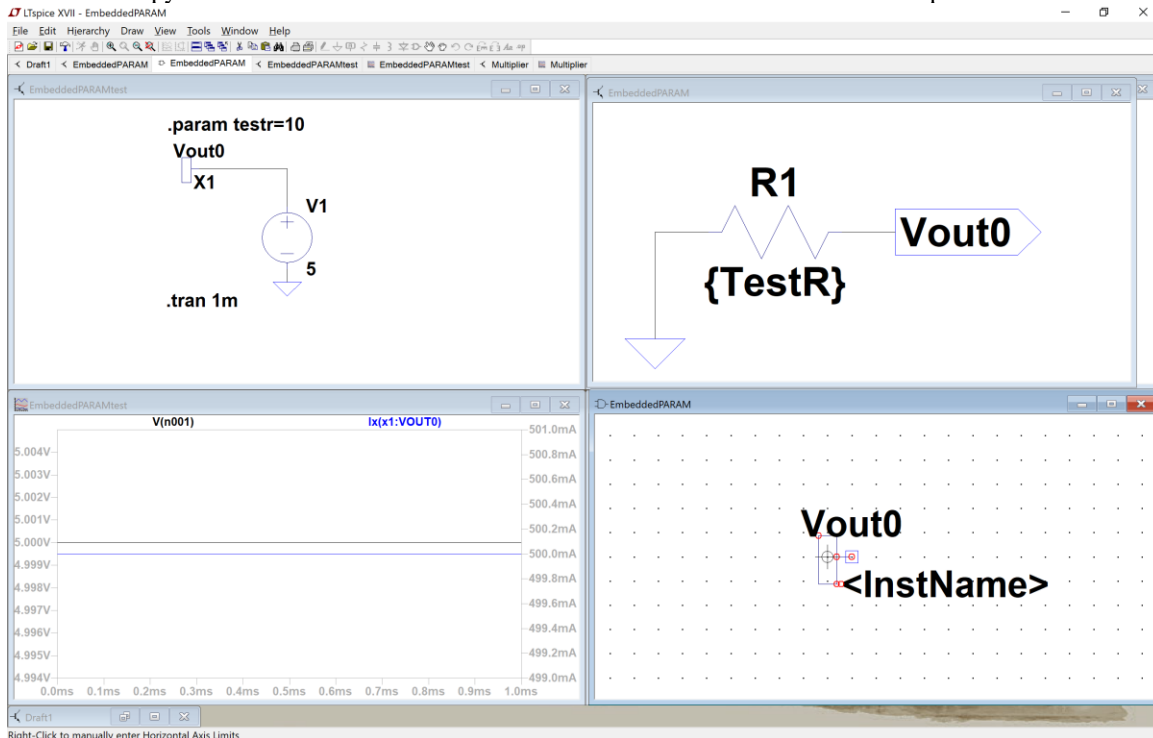 LTspice XVII - EmbeddedPARAM
File Edit Hierarchy Draw View Tools Window Help
Draft1 EmbeddedPARAM EmbeddedPARAM EmbeddedPARAMtest EmbeddedPARAMtest Multiplier Multiplier
EmbeddedPARAMtest
.param testr=10
Vout0
X1
V1
5
.tran 1m
EmbeddedPARAM
R1
Vout0
{TestR}
EmbeddedPARAMtest
V(n001) Ix(x1:VOUT0)
501.0mA
5.004V 500.8mA
5.003V 500.6mA
5.002V 500.4mA
5.001V 500.2mA
5.000V 500.0mA
4.999V
4.998V 499.8mA
4.997V 499.6mA
4.996V 499.4mA
4.995V 499.2mA
4.994V 499.0mA
0.0ms 0.1ms 0.2ms 0.3ms 0.4ms 0.5ms 0.6ms 0.7ms 0.8ms 0.9ms 1.0ms
EmbeddedPARAM
Vout0
<InstName>
Draft1
Right-Click to manually enter Horizontal Axis Limits